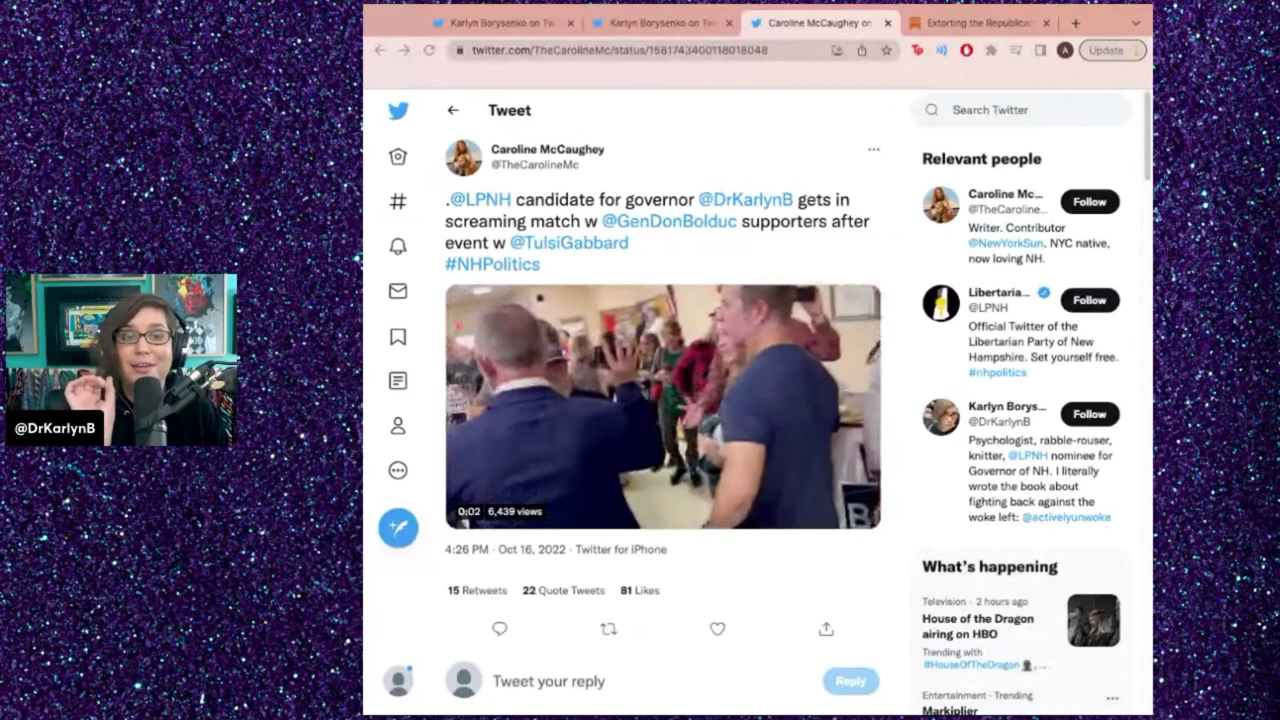 Karlyn Borysenko on Tw
Karlyn Borysenko on Twi
Caroline McCaughey on
Extorting the Republica
twitter.com/TheCarolineMc/status/1581743400118018048
A
Update
Tweet
Search Twitter
Caroline McCaughey
@TheCarolineMc
.@LPNH candidate for governor @DrKarlynB gets in
screaming match w @GenDonBolduc supporters after
event w @TulsiGabbard
#NHPolitics
0:02 6,439 views
4:26 PM · Oct 16, 2022 · Twitter for iPhone
15 Retweets 22 Quote Tweets 81 Likes
Tweet your reply
Reply
Relevant people
Caroline Mc...
@TheCaroline...
Follow
Writer. Contributor
@NewYorkSun. NYC native,
now loving NH.
Libertaria...
@LPNH
Follow
Official Twitter of the
Libertarian Party of New
Hampshire. Set yourself free.
#nhpolitics
Karlyn Borys...
@DrKarlynB
Follow
Psychologist, rabble-rouser,
knitter, @LPNH nominee for
Governor of NH. I literally
wrote the book about
fighting back against the
woke left: @activelyunwoke
What's happening
Television · 2 hours ago
House of the Dragon
airing on HBO
Trending with
#HouseOfTheDragon
Entertainment · Trending
Markiplier
@DrKarlynB